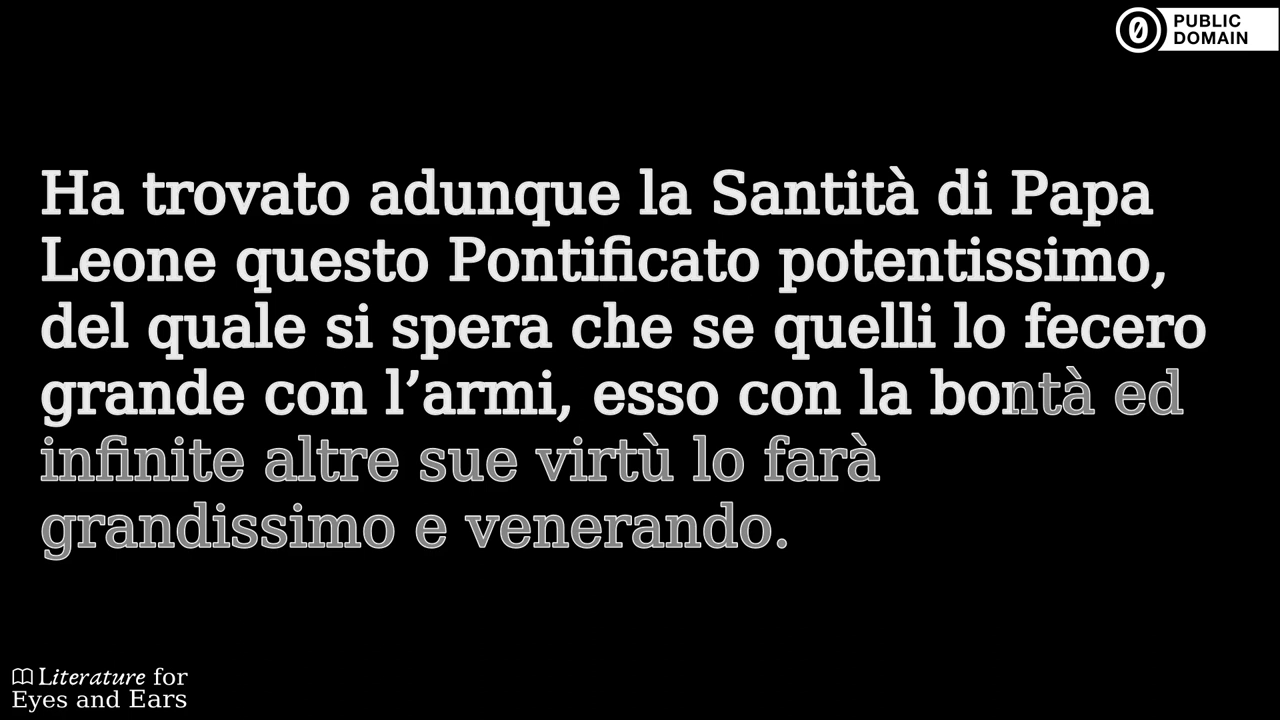 PUBLIC
DOMAIN
Ha trovato adunque la Santità di Papa
Leone questo Pontificato potentissimo,
del quale si spera che se quelli lo fecero
grande con l’armi, esso con la bontà ed
infinite altre sue virtù lo farà
grandissimo e venerando.
Literature for
Eyes and Ears